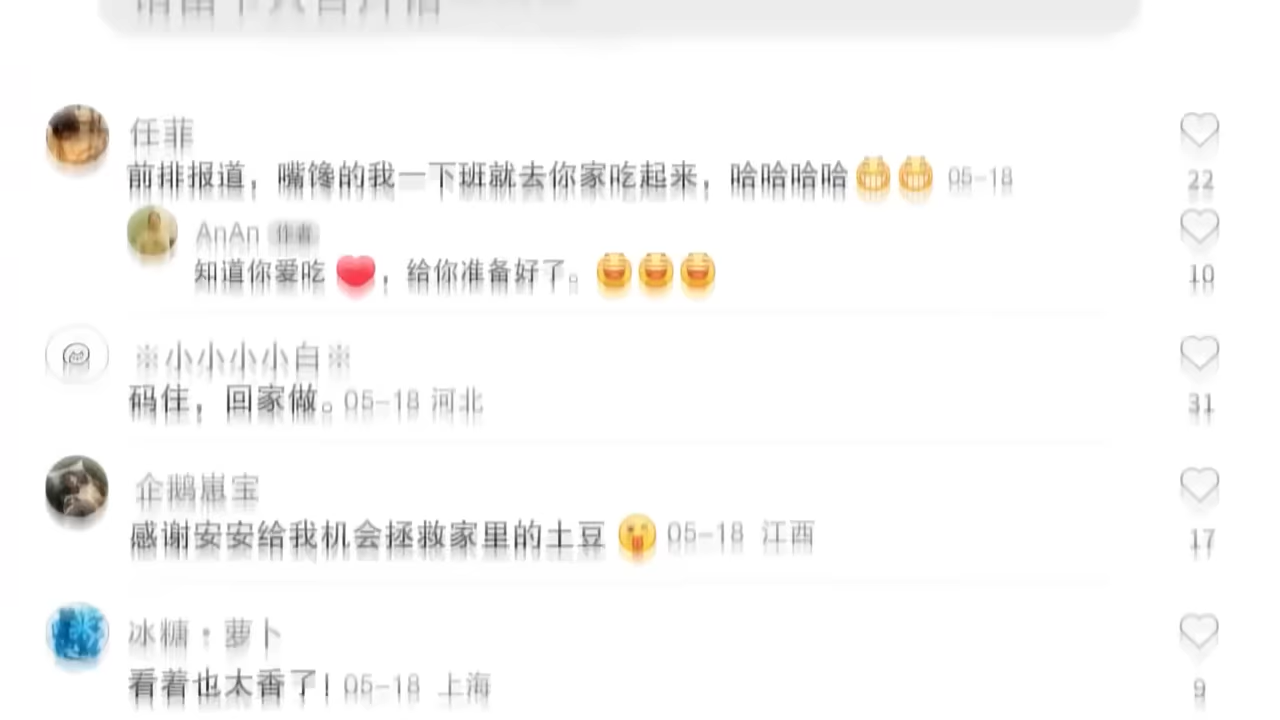 任菲
前排报道，嘴馋的我一下班就去你家吃起来，哈哈哈哈 05-18
22
AnAn 作者
知道你爱吃 ，给你准备好了。
10
※小小小小白※
码住，回家做。05-18 河北
31
企鹅崽宝
感谢安安给我机会拯救家里的土豆 05-18 江西
17
冰糖·萝卜
看着也太香了! 05-18 上海
9